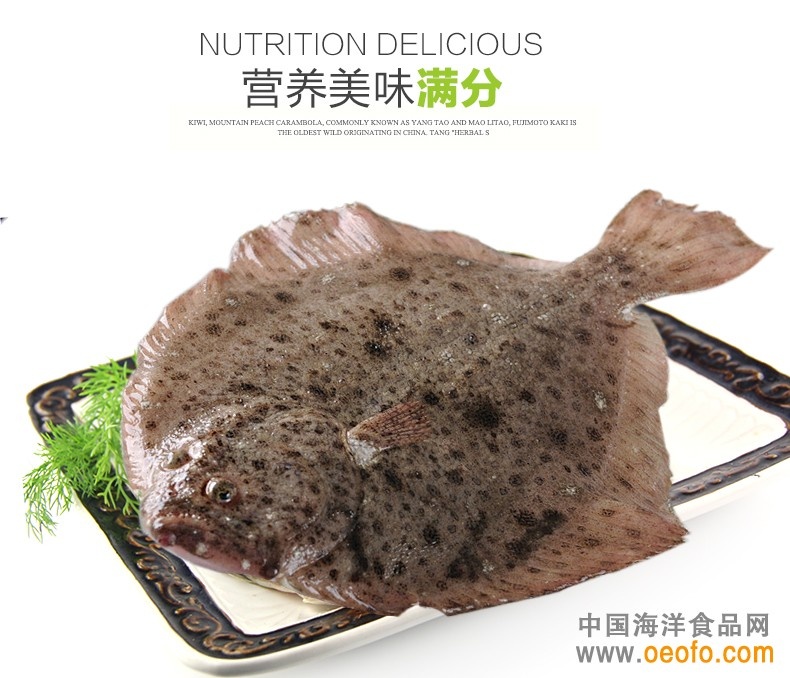 NUTRITION DELICIOUS
营养美味满分
KIWI, MOUNTAIN PEACH CARAMBOLA, COMMONLY KNOWN AS YANG TAO AND MAO LITAO, FUJIMOTO KAKI IS
THE OLDEST WILD ORIGINATING IN CHINA. TANG "HERBAL S
中国海洋食品网
www.oeofo.com